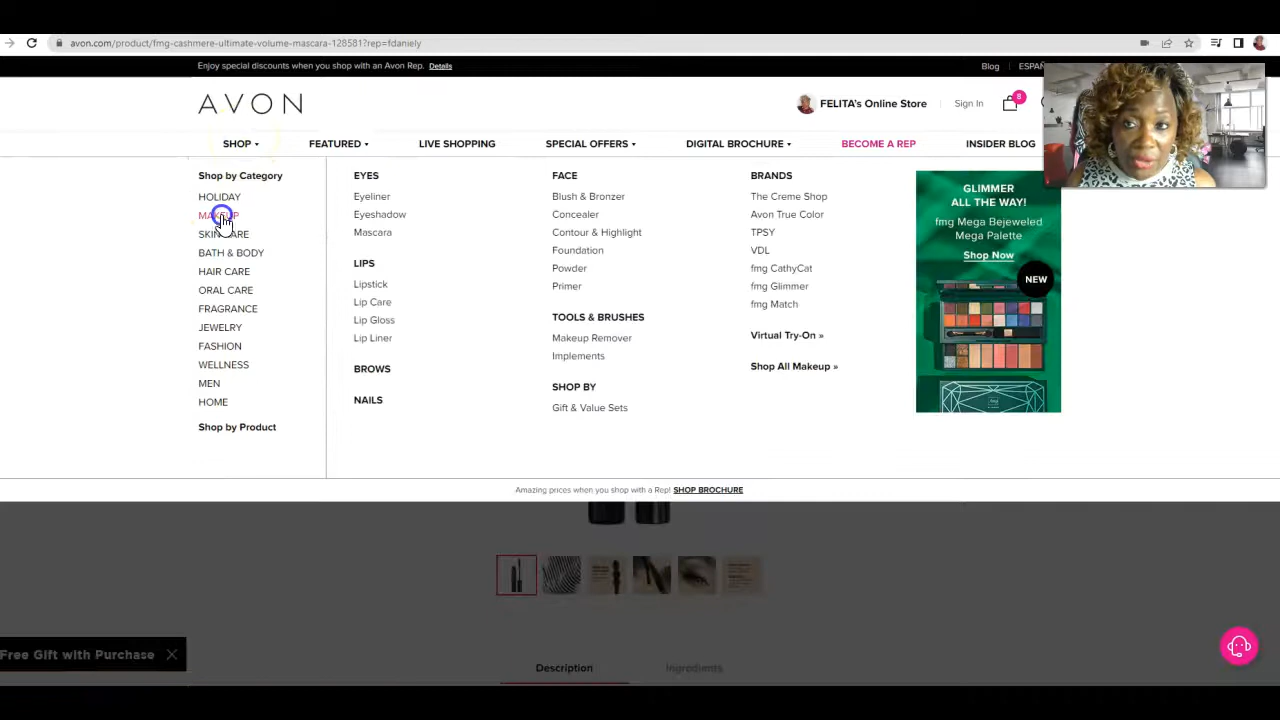 avon.com/product/fmg-cashmere-ultimate-volume-mascara-128581?rep=fdaniely
Enjoy special discounts when you shop with an Avon Rep. Details
Blog
AVON
FELITA's Online Store
Sign In
8
SHOP
FEATURED
LIVE SHOPPING
SPECIAL OFFERS
DIGITAL BROCHURE
BECOME A REP
INSIDER BLOG
Shop by Category
HOLIDAY
MAKEUP
SKINCARE
BATH & BODY
HAIR CARE
ORAL CARE
FRAGRANCE
JEWELRY
FASHION
WELLNESS
MEN
HOME
Shop by Product
EYES
Eyeliner
Eyeshadow
Mascara
LIPS
Lipstick
Lip Care
Lip Gloss
Lip Liner
BROWS
NAILS
FACE
Blush & Bronzer
Concealer
Contour & Highlight
Foundation
Powder
Primer
TOOLS & BRUSHES
Makeup Remover
Implements
SHOP BY
Gift & Value Sets
BRANDS
The Creme Shop
Avon True Color
TPSY
VDL
fmg CathyCat
fmg Glimmer
fmg Match
Virtual Try-On »
Shop All Makeup »
GLIMMER
ALL THE WAY!
fmg Mega Bejeweled
Mega Palette
Shop Now
NEW
Amazing prices when you shop with a Rep! SHOP BROCHURE
Free Gift with Purchase
Description
Ingredients